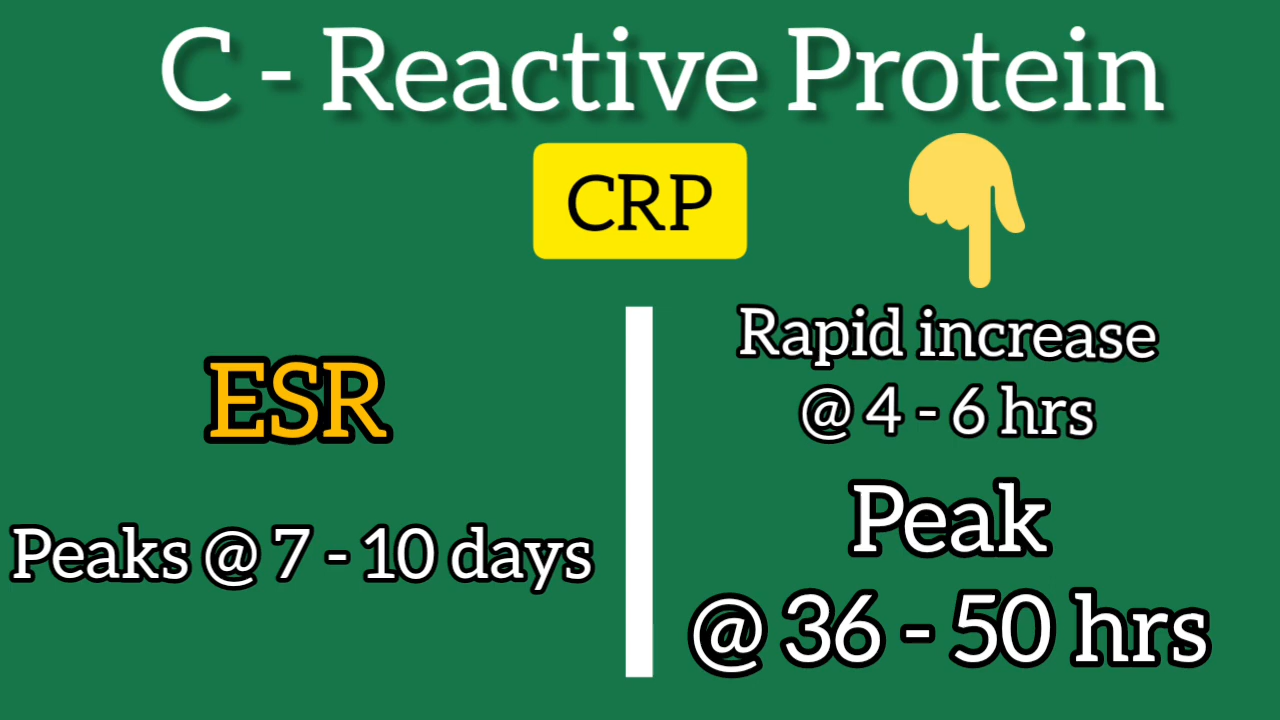 C - Reactive Protein
CRP
ESR
Peaks @ 7 - 10 days
Rapid increase
@ 4 - 6 hrs
Peak
@ 36 - 50 hrs